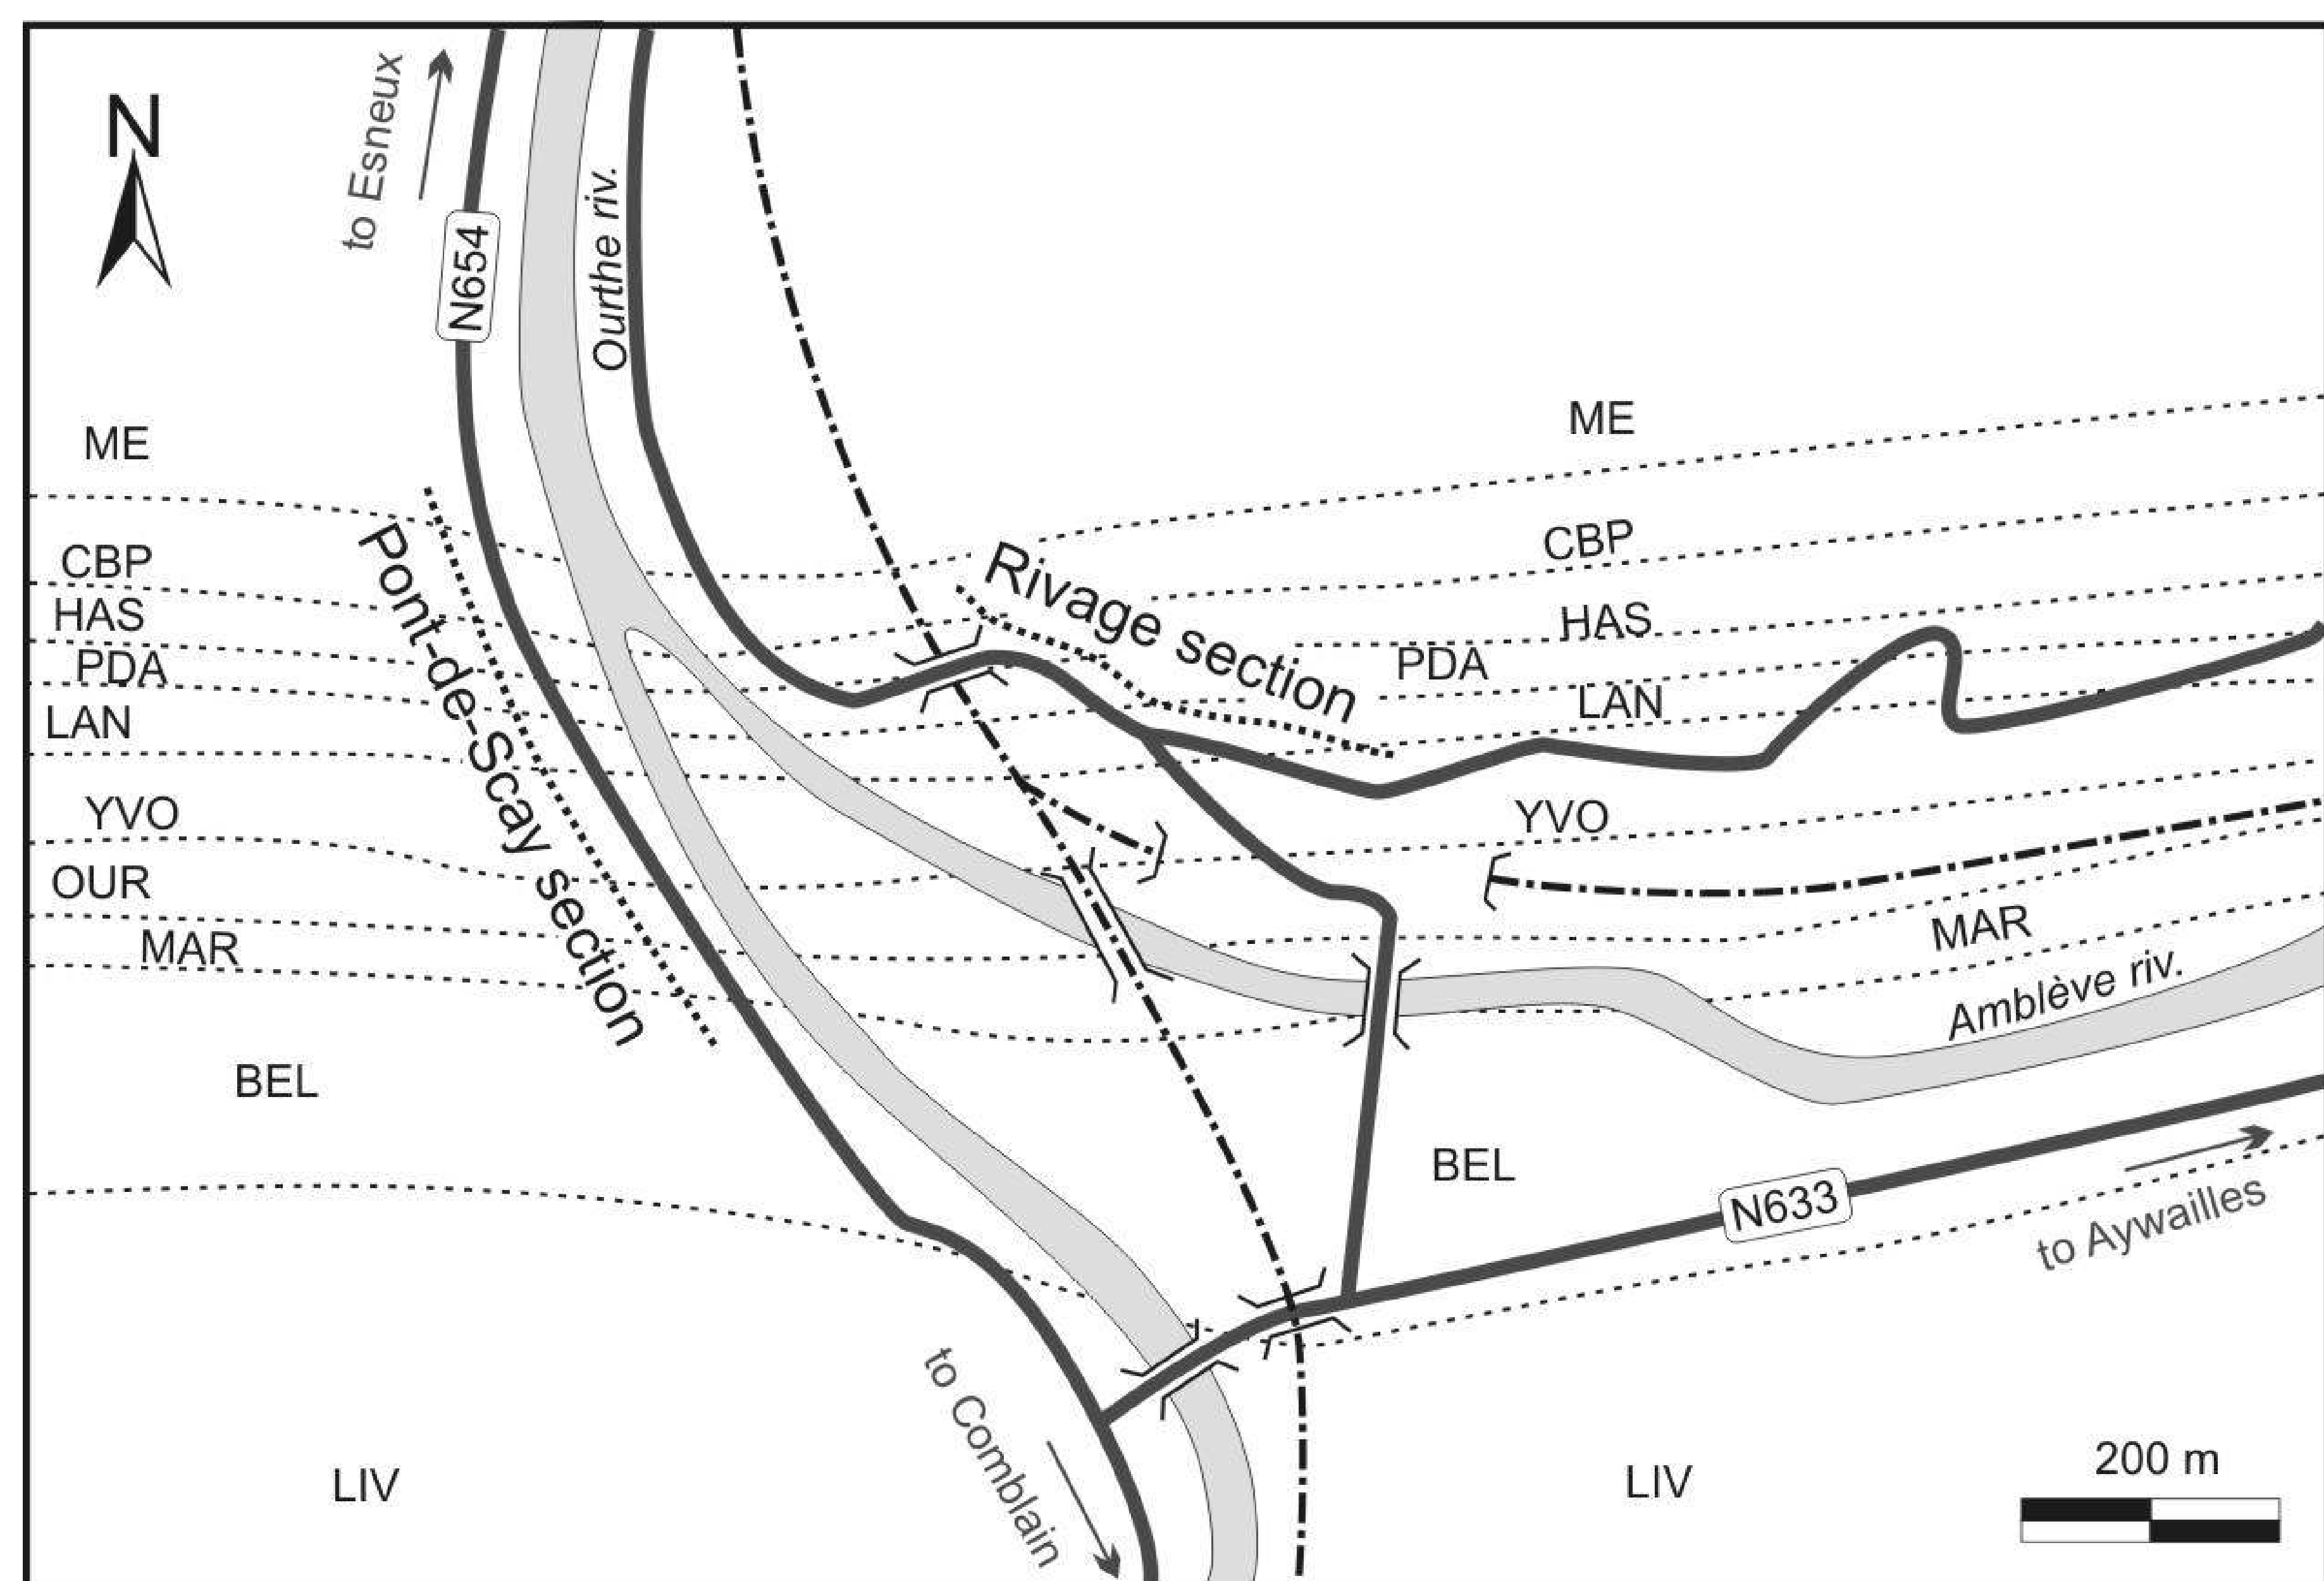 N
to Esneux
N654
Ourthe riv.
ME
ME
CBP
CBP
HAS
HAS
PDA
PDA
LAN
LAN
YVO
YVO
OUR
MAR
MAR
Pont-de-Scay section
Rivage section
Amblève riv.
BEL
BEL
N633
to Aywailles
to Comblain
LIV
LIV
200 m